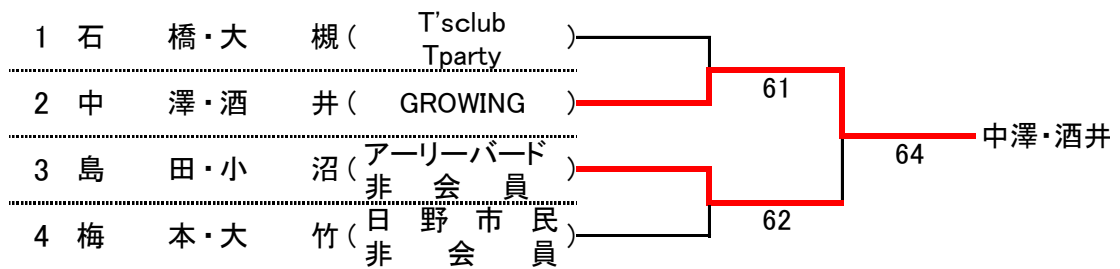 1 石 橋・大 槻 ( T'sclub )
Tparty
61
2 中 澤・酒 井 ( GROWING )
64 中澤・酒井
3 島 田・小 沼 ( アーリーバード )
非 会 員
62
4 梅 本・大 竹 ( 日 野 市 民 )
非 会 員